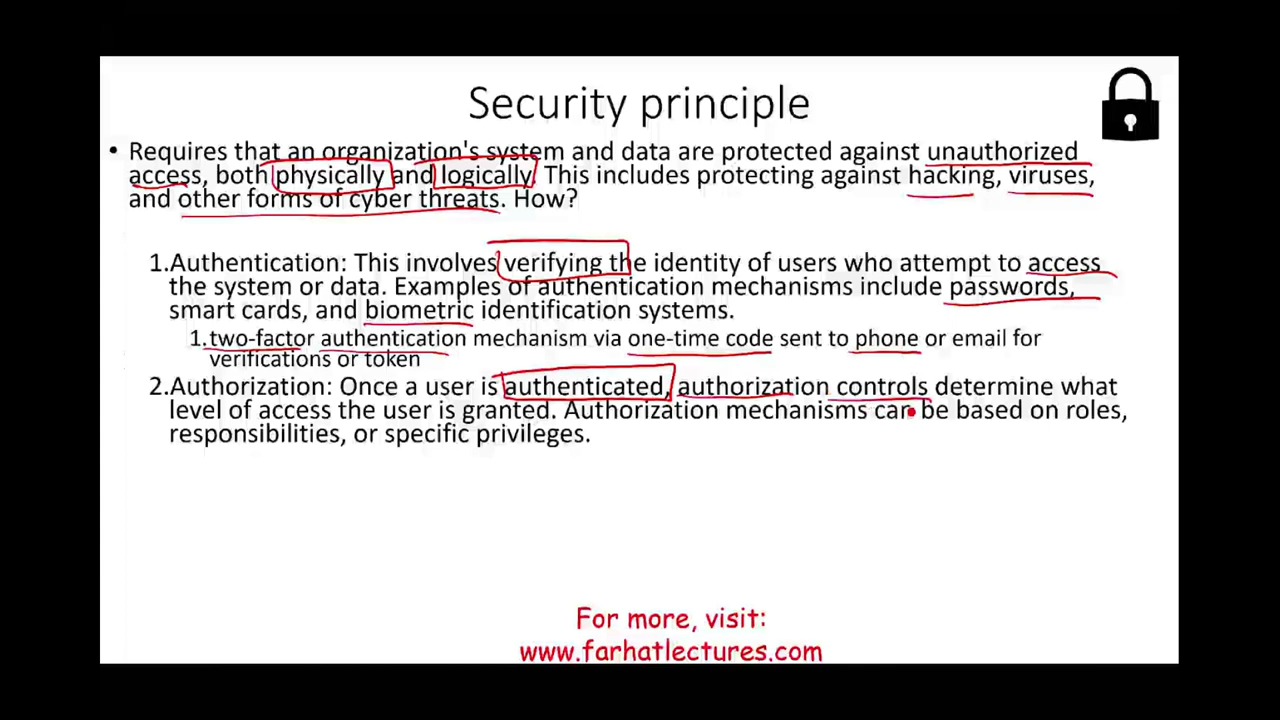 Security principle
• Requires that an organization's system and data are protected against unauthorized
access, both physically and logically. This includes protecting against hacking, viruses,
and other forms of cyber threats. How?
1.Authentication: This involves verifying the identity of users who attempt to access
the system or data. Examples of authentication mechanisms include passwords,
smart cards, and biometric identification systems.
1.two-factor authentication mechanism via one-time code sent to phone or email for
verifications or token
2.Authorization: Once a user is authenticated, authorization controls determine what
level of access the user is granted. Authorization mechanisms can be based on roles,
responsibilities, or specific privileges.
For more, visit:
www.farhatlectures.com